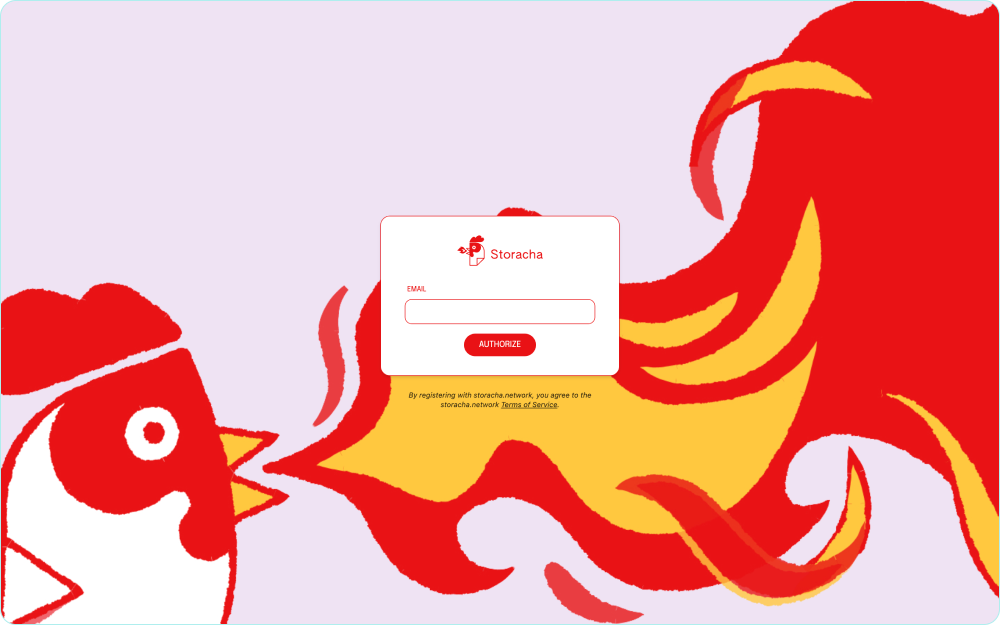 Storacha
EMAIL
AUTHORIZE
By registering with storacha.network, you agree to the
storacha.network Terms of Service.